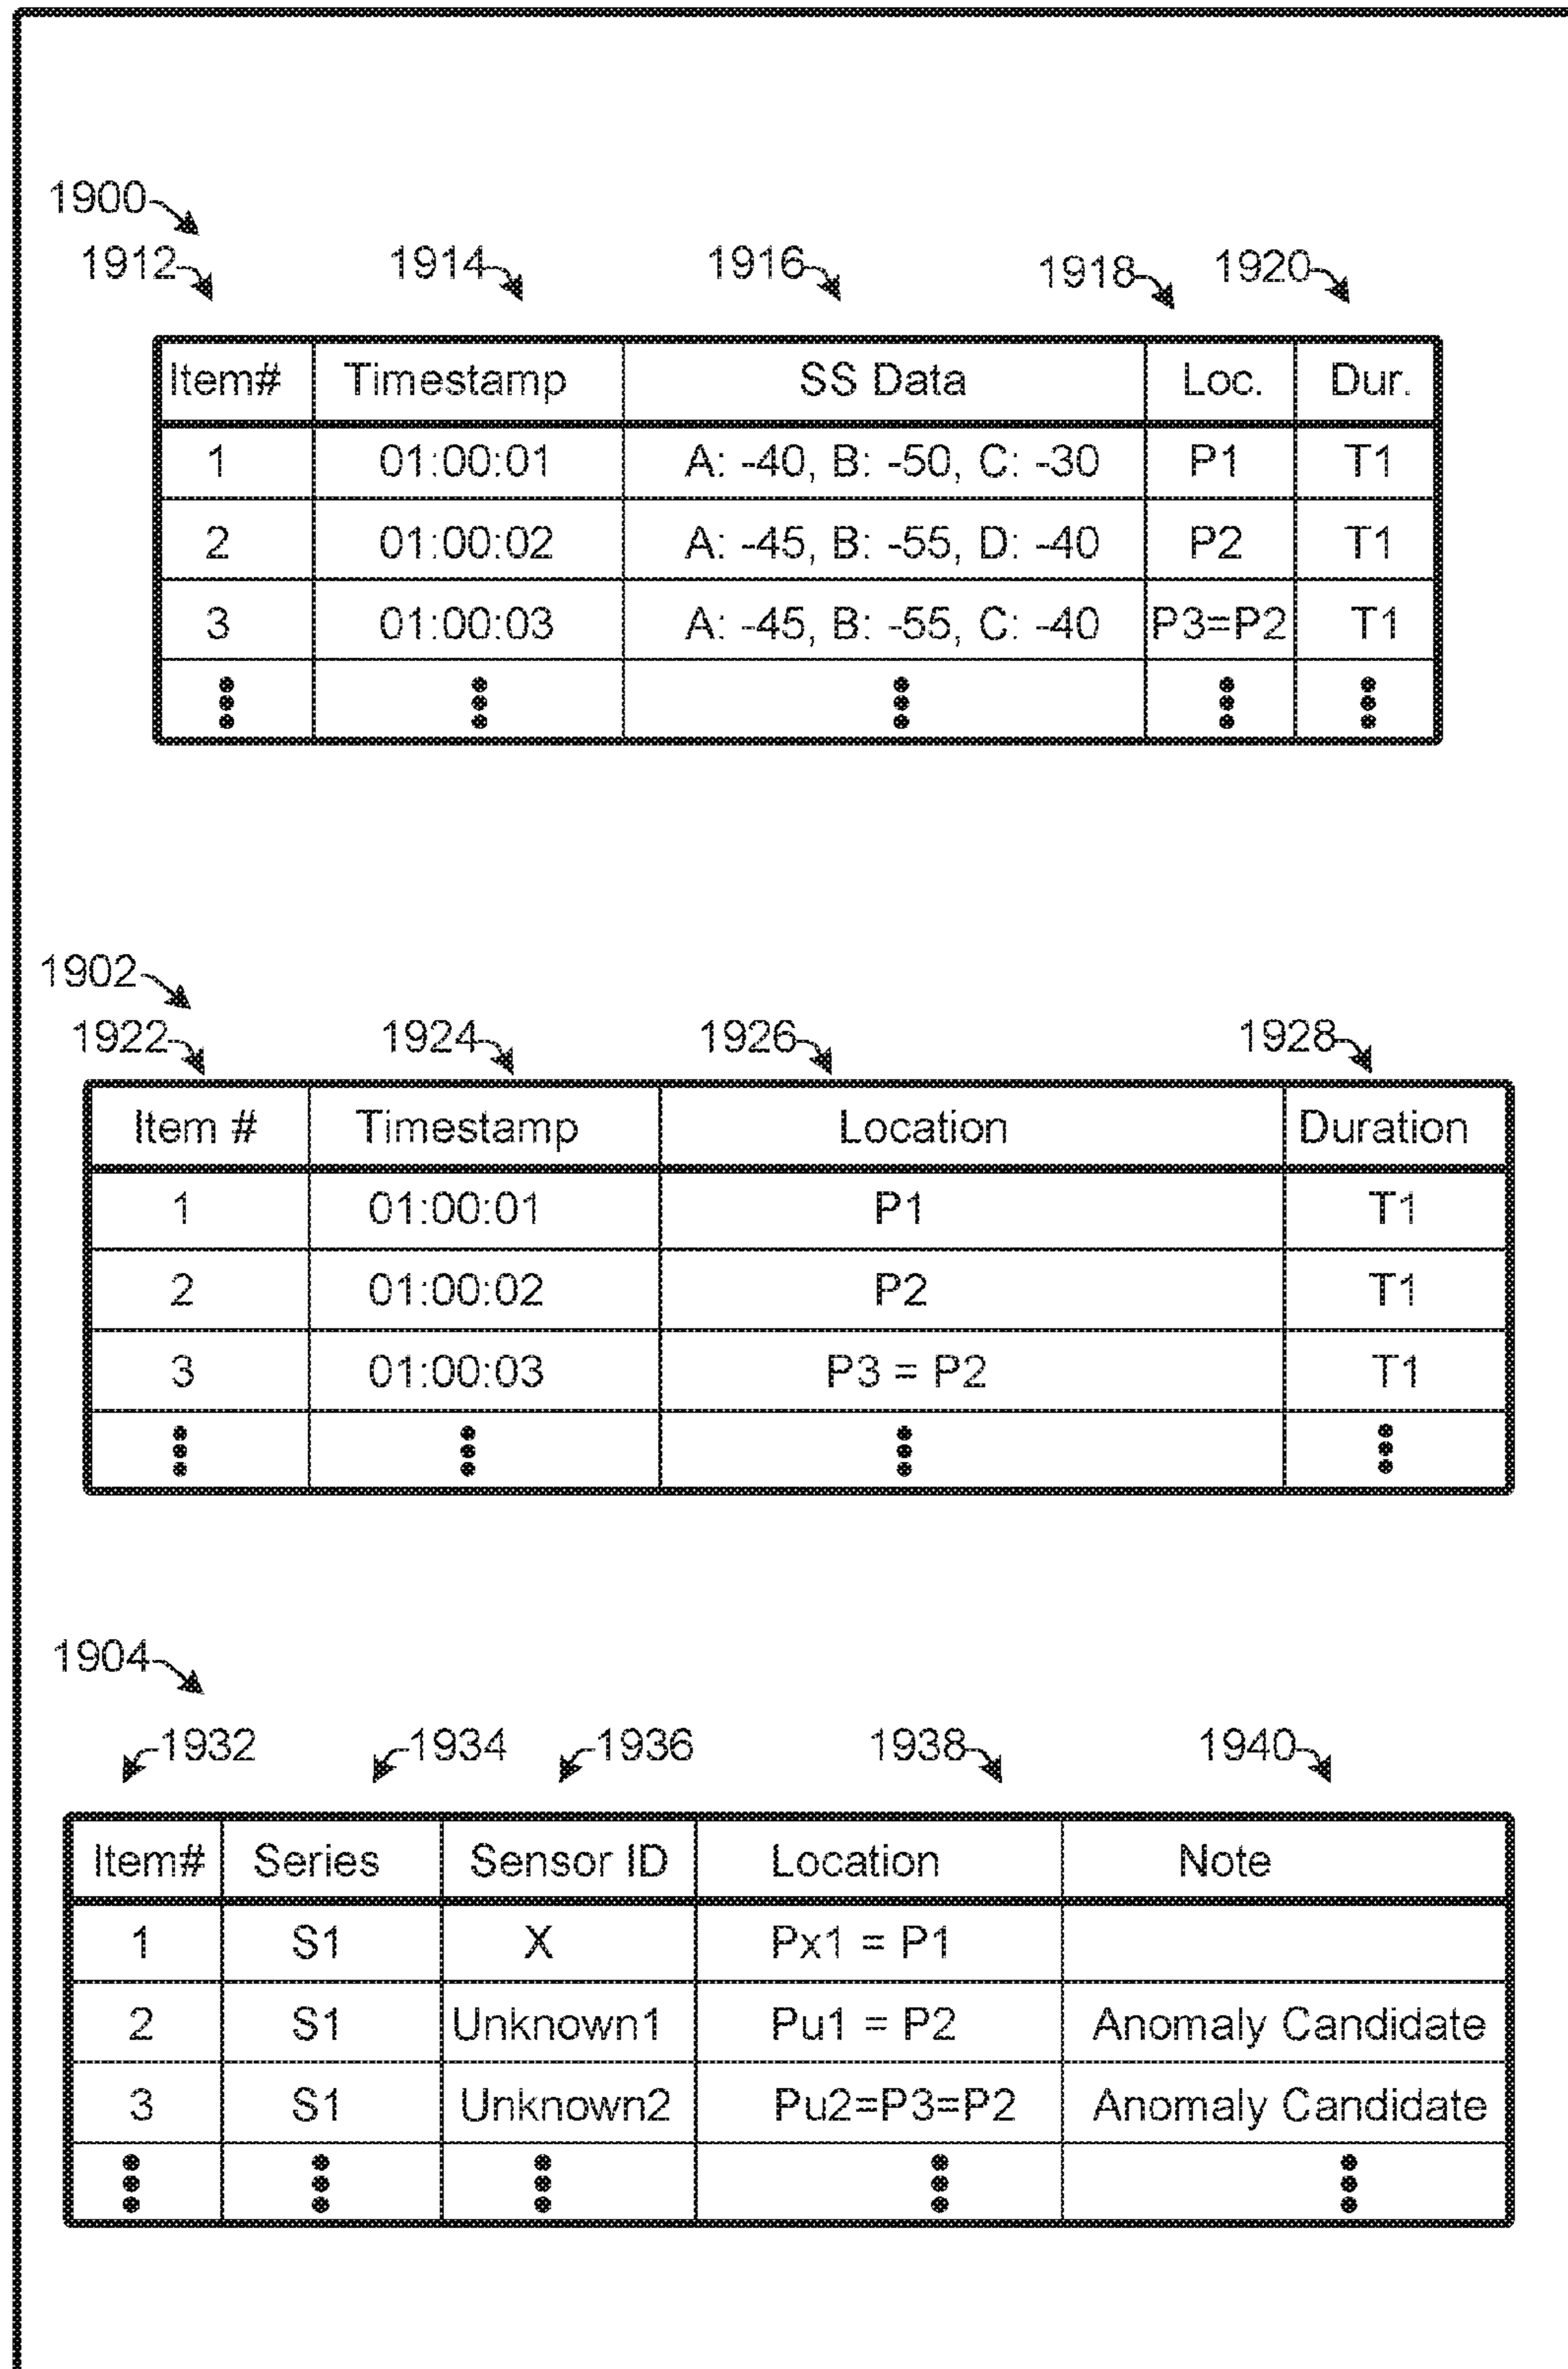 1900
1912 1914 1916 1918 1920
Item# Timestamp SS Data Loc. Dur.
1 01:00:01 A: -40, B: -50, C: -30 P1 T1
2 01:00:02 A: -45, B: -55, D: -40 P2 T1
3 01:00:03 A: -45, B: -55, C: -40 P3=P2 T1
1902
1922 1924 1926 1928
Item # Timestamp Location Duration
1 01:00:01 P1 T1
2 01:00:02 P2 T1
3 01:00:03 P3 = P2 T1
1904
1932 1934 1936 1938 1940
Item# Series Sensor ID Location Note
1 S1 X Px1 = P1
2 S1 Unknown1 Pu1 = P2 Anomaly Candidate
3 S1 Unknown2 Pu2=P3=P2 Anomaly Candidate